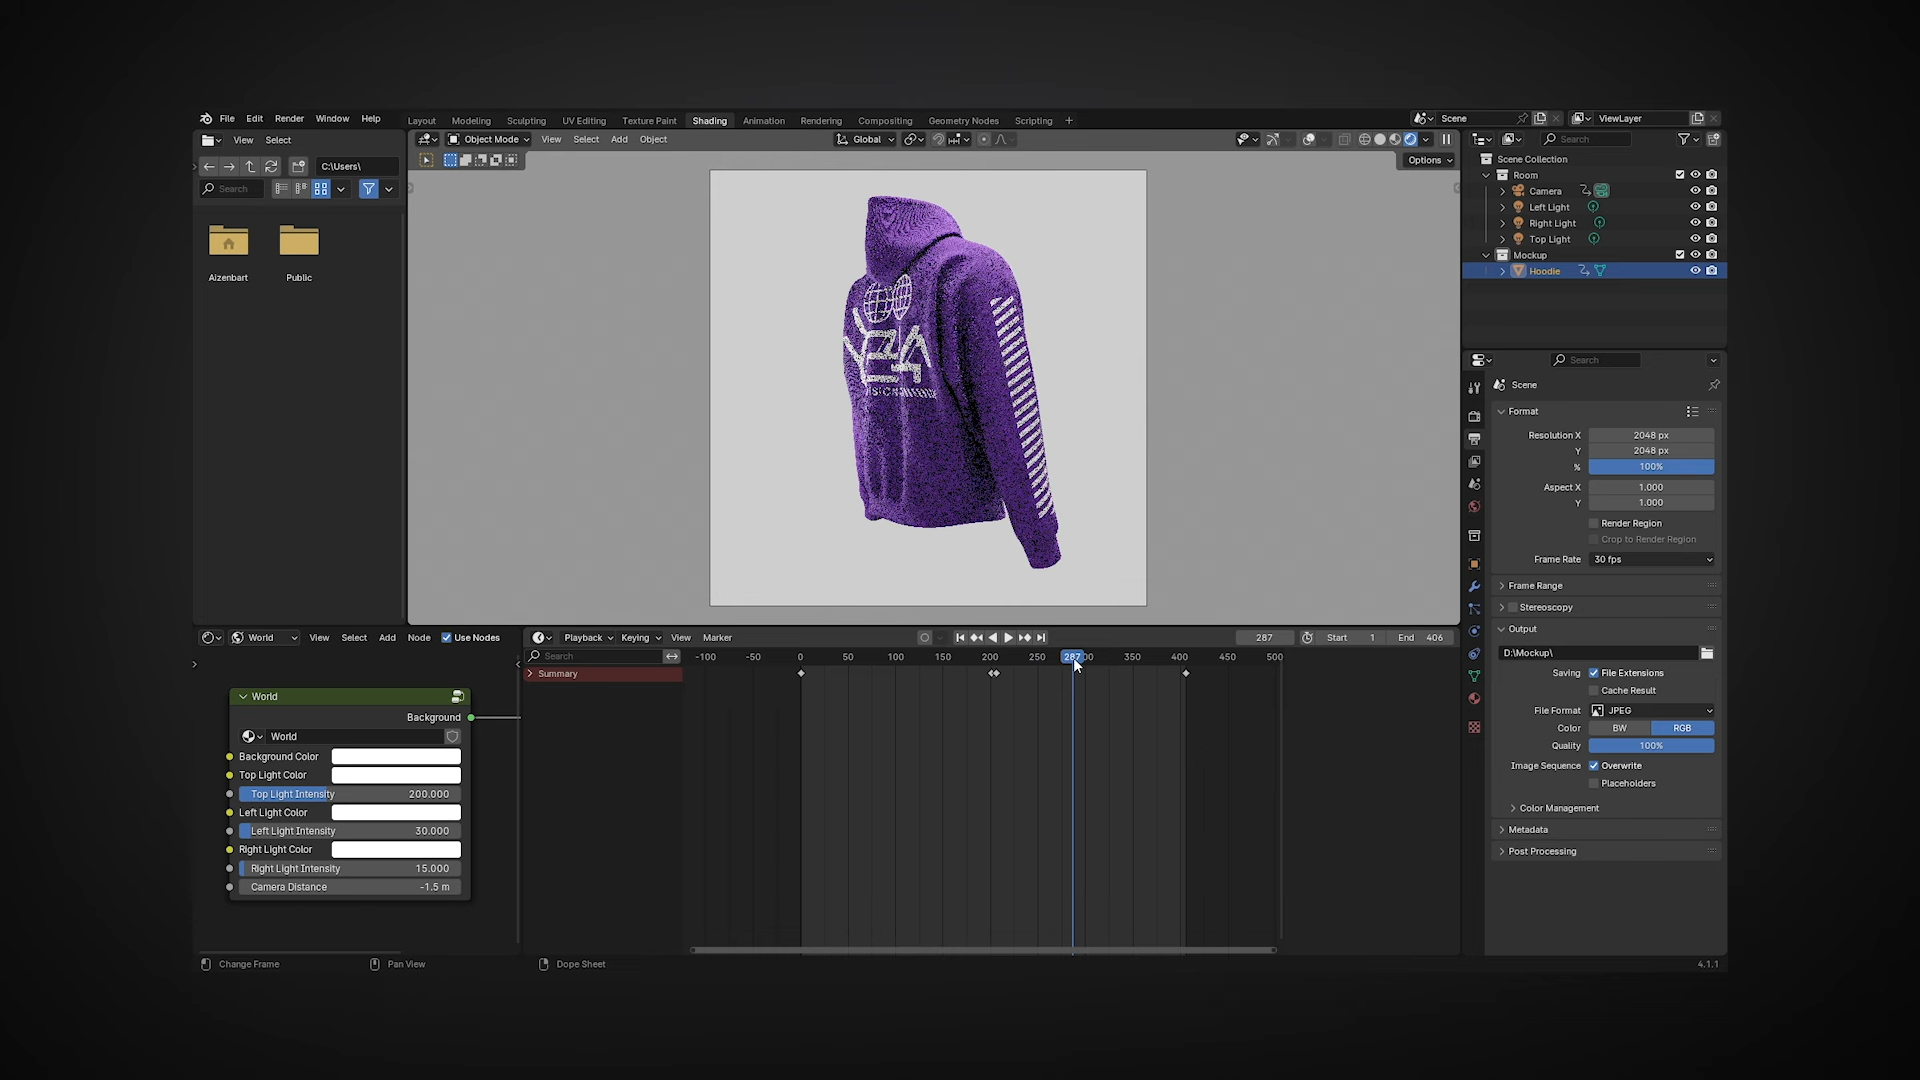 File Edit Render Window Help
Layout Modeling Sculpting UV Editing Texture Paint Shading Animation Rendering Compositing Geometry Nodes Scripting +
Scene
ViewLayer
View Select
Object Mode View Select Add Object
Global
Search
C:\Users\
Options
Search
Aizenbart
Public
Scene Collection
Room
Camera
Left Light
Right Light
Top Light
Mockup
Hoodie
Search
Scene
Format
Resolution X 2048 px
Y 2048 px
% 100%
Aspect X 1.000
Y 1.000
Render Region
Crop to Render Region
Frame Rate 30 fps
Frame Range
Stereoscopy
Output
D:\Mockup\
Saving File Extensions
Cache Result
File Format JPEG
Color BW RGB
Quality 100%
Image Sequence Overwrite
Placeholders
Color Management
Metadata
Post Processing
World View Select Add Node Use Nodes
World
Background
World
Background Color
Top Light Color
Top Light Intensity 200.000
Left Light Color
Left Light Intensity 30.000
Right Light Color
Right Light Intensity 15.000
Camera Distance -1.5 m
Playback Keying View Marker
287 Start 1 End 406
Search
-100 -50 0 50 100 150 200 250 287 350 400 450 500
Summary
Change Frame
Pan View
Dope Sheet
4.1.1